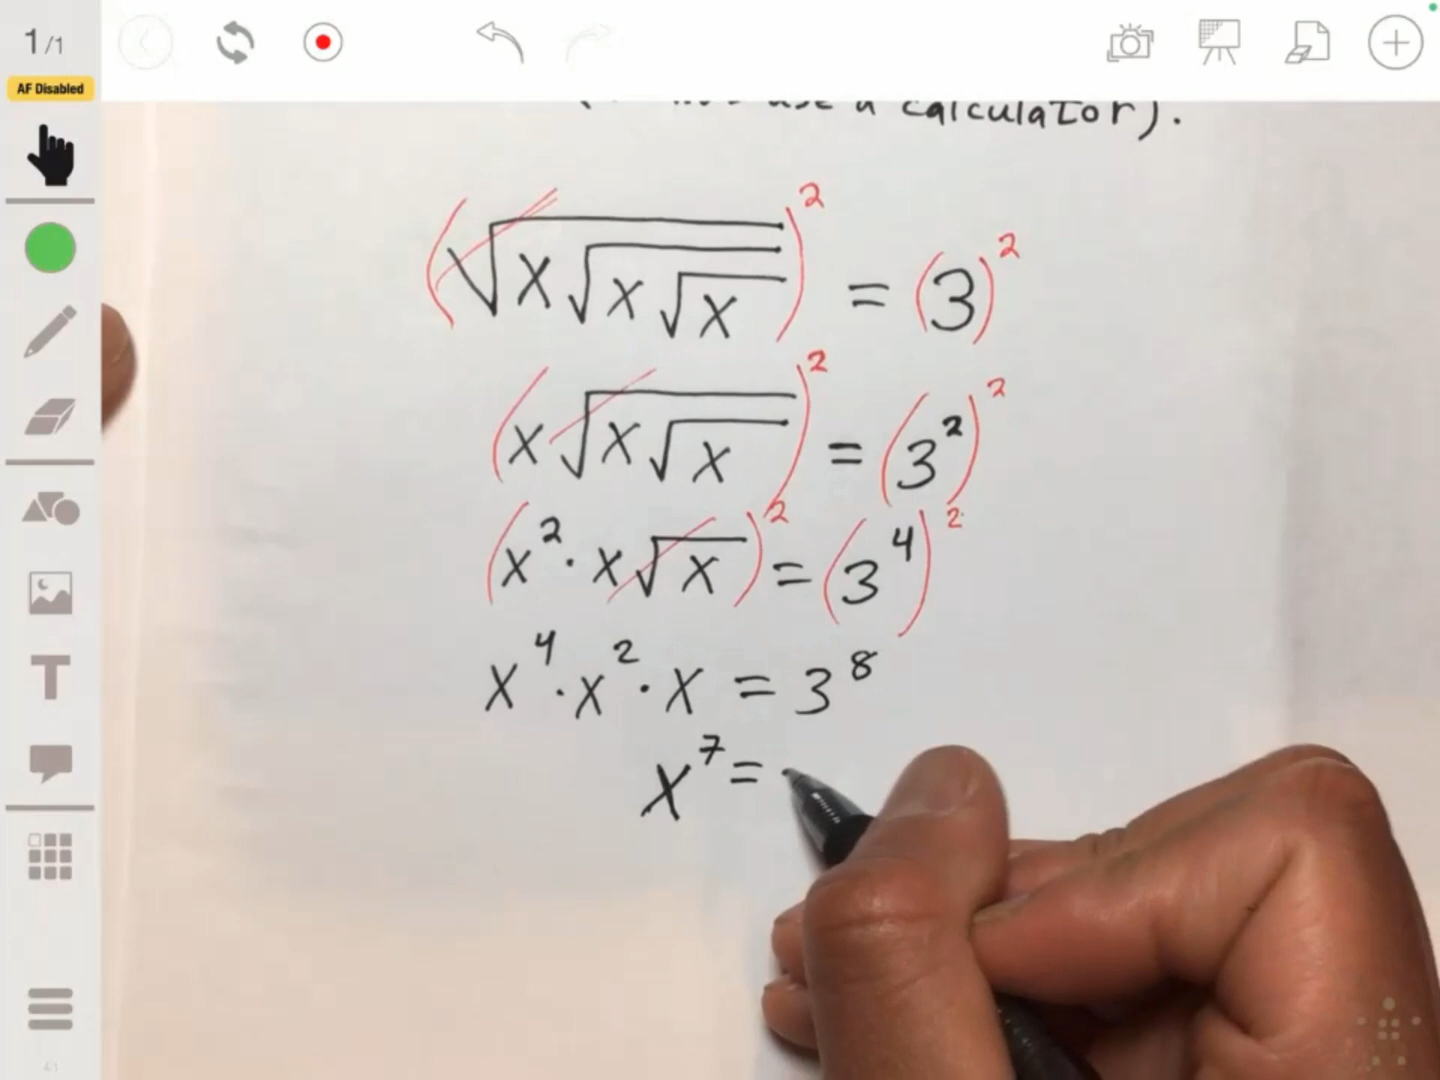 1/1
AF Disabled
a calculator).
(√(x√(x√x)))² = (3)²
(x√(x√x))² = (3²)²
(x² · x√x)² = (3⁴)²
x⁴ · x² · x = 3⁸
x⁷ =
T
41